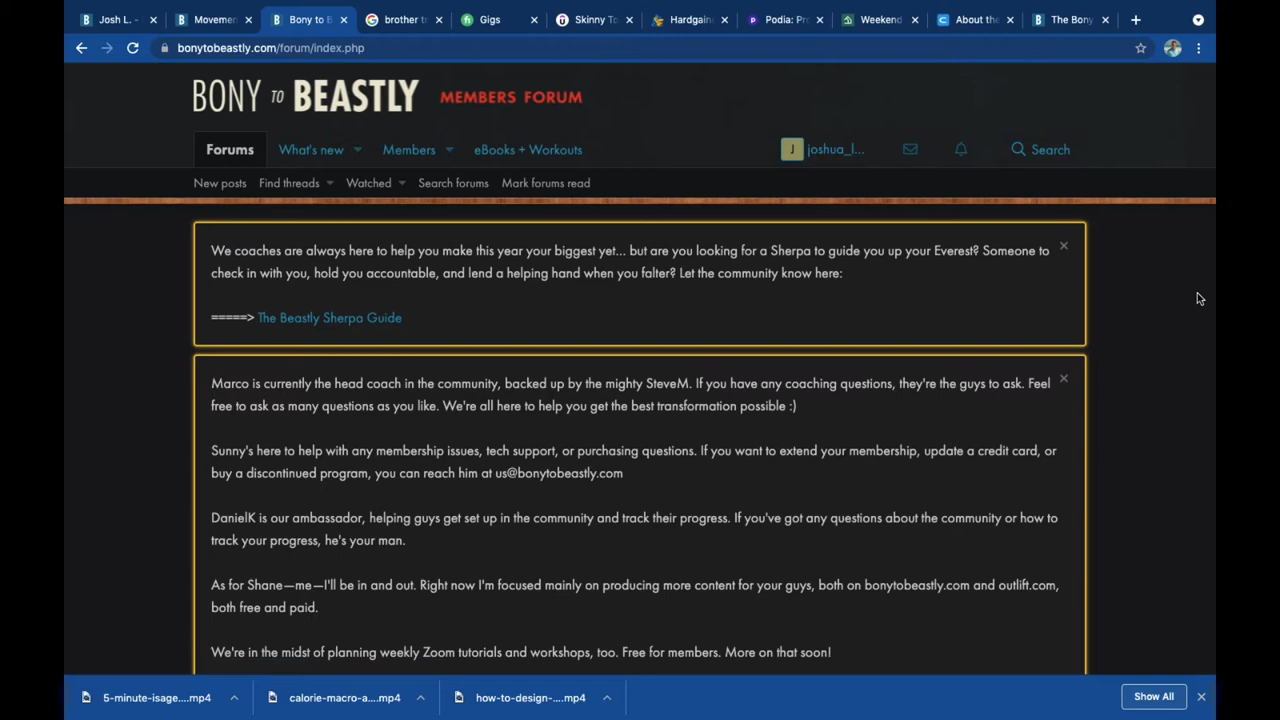 Josh L. -
Movemen
Bony to B
brother tr
Gigs
Skinny To
Hardgain
Podia: Pr
Weekend
About the
The Bony
bonytobeastly.com/forum/index.php
BONY TO BEASTLY MEMBERS FORUM
Forums What's new Members eBooks + Workouts joshua_l... Search
New posts Find threads Watched Search forums Mark forums read
We coaches are always here to help you make this year your biggest yet... but are you looking for a Sherpa to guide you up your Everest? Someone to
check in with you, hold you accountable, and lend a helping hand when you falter? Let the community know here:
=====> The Beastly Sherpa Guide
Marco is currently the head coach in the community, backed up by the mighty SteveM. If you have any coaching questions, they're the guys to ask. Feel
free to ask as many questions as you like. We're all here to help you get the best transformation possible :)
Sunny's here to help with any membership issues, tech support, or purchasing questions. If you want to extend your membership, update a credit card, or
buy a discontinued program, you can reach him at us@bonytobeastly.com
DanielK is our ambassador, helping guys get set up in the community and track their progress. If you've got any questions about the community or how to
track your progress, he's your man.
As for Shane—me—I'll be in and out. Right now I'm focused mainly on producing more content for your guys, both on bonytobeastly.com and outlift.com,
both free and paid.
We're in the midst of planning weekly Zoom tutorials and workshops, too. Free for members. More on that soon!
5-minute-isage....mp4 calorie-macro-a....mp4 how-to-design-....mp4 Show All